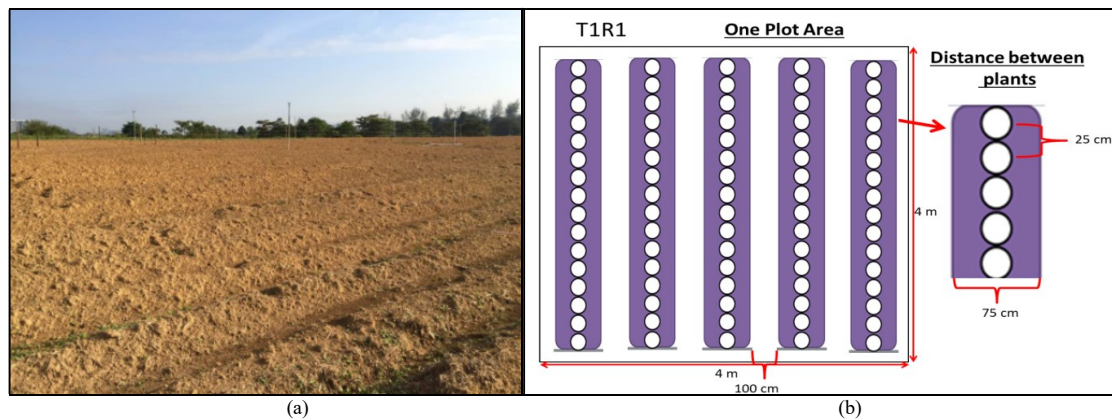 T1R1
One Plot Area
Distance between
plants
25 cm
4 m
75 cm
4 m
100 cm
(a)
(b)